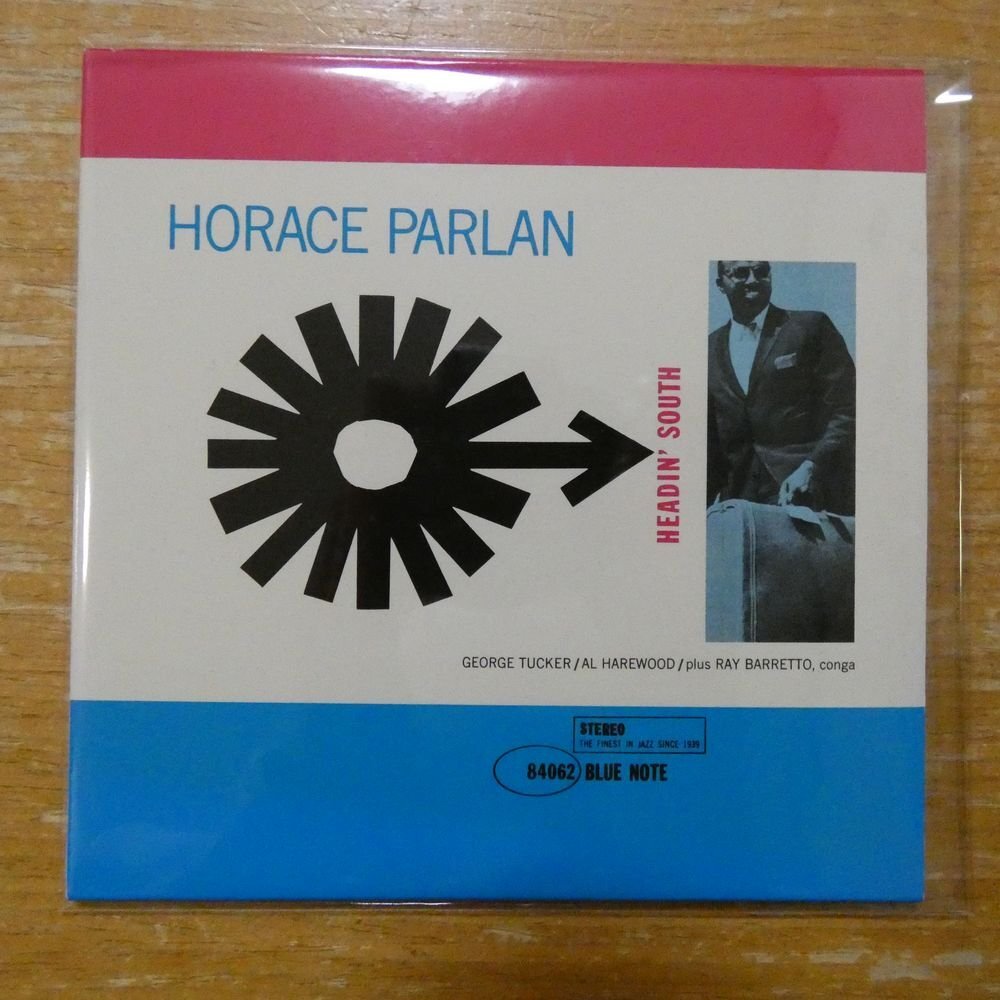 HORACE PARLAN
HEADIN' SOUTH
GEORGE TUCKER/AL HAREWOOD/plus RAY BARRETTO, conga
STEREO
THE FINEST IN JAZZ SINCE 1939
84062 BLUE NOTE